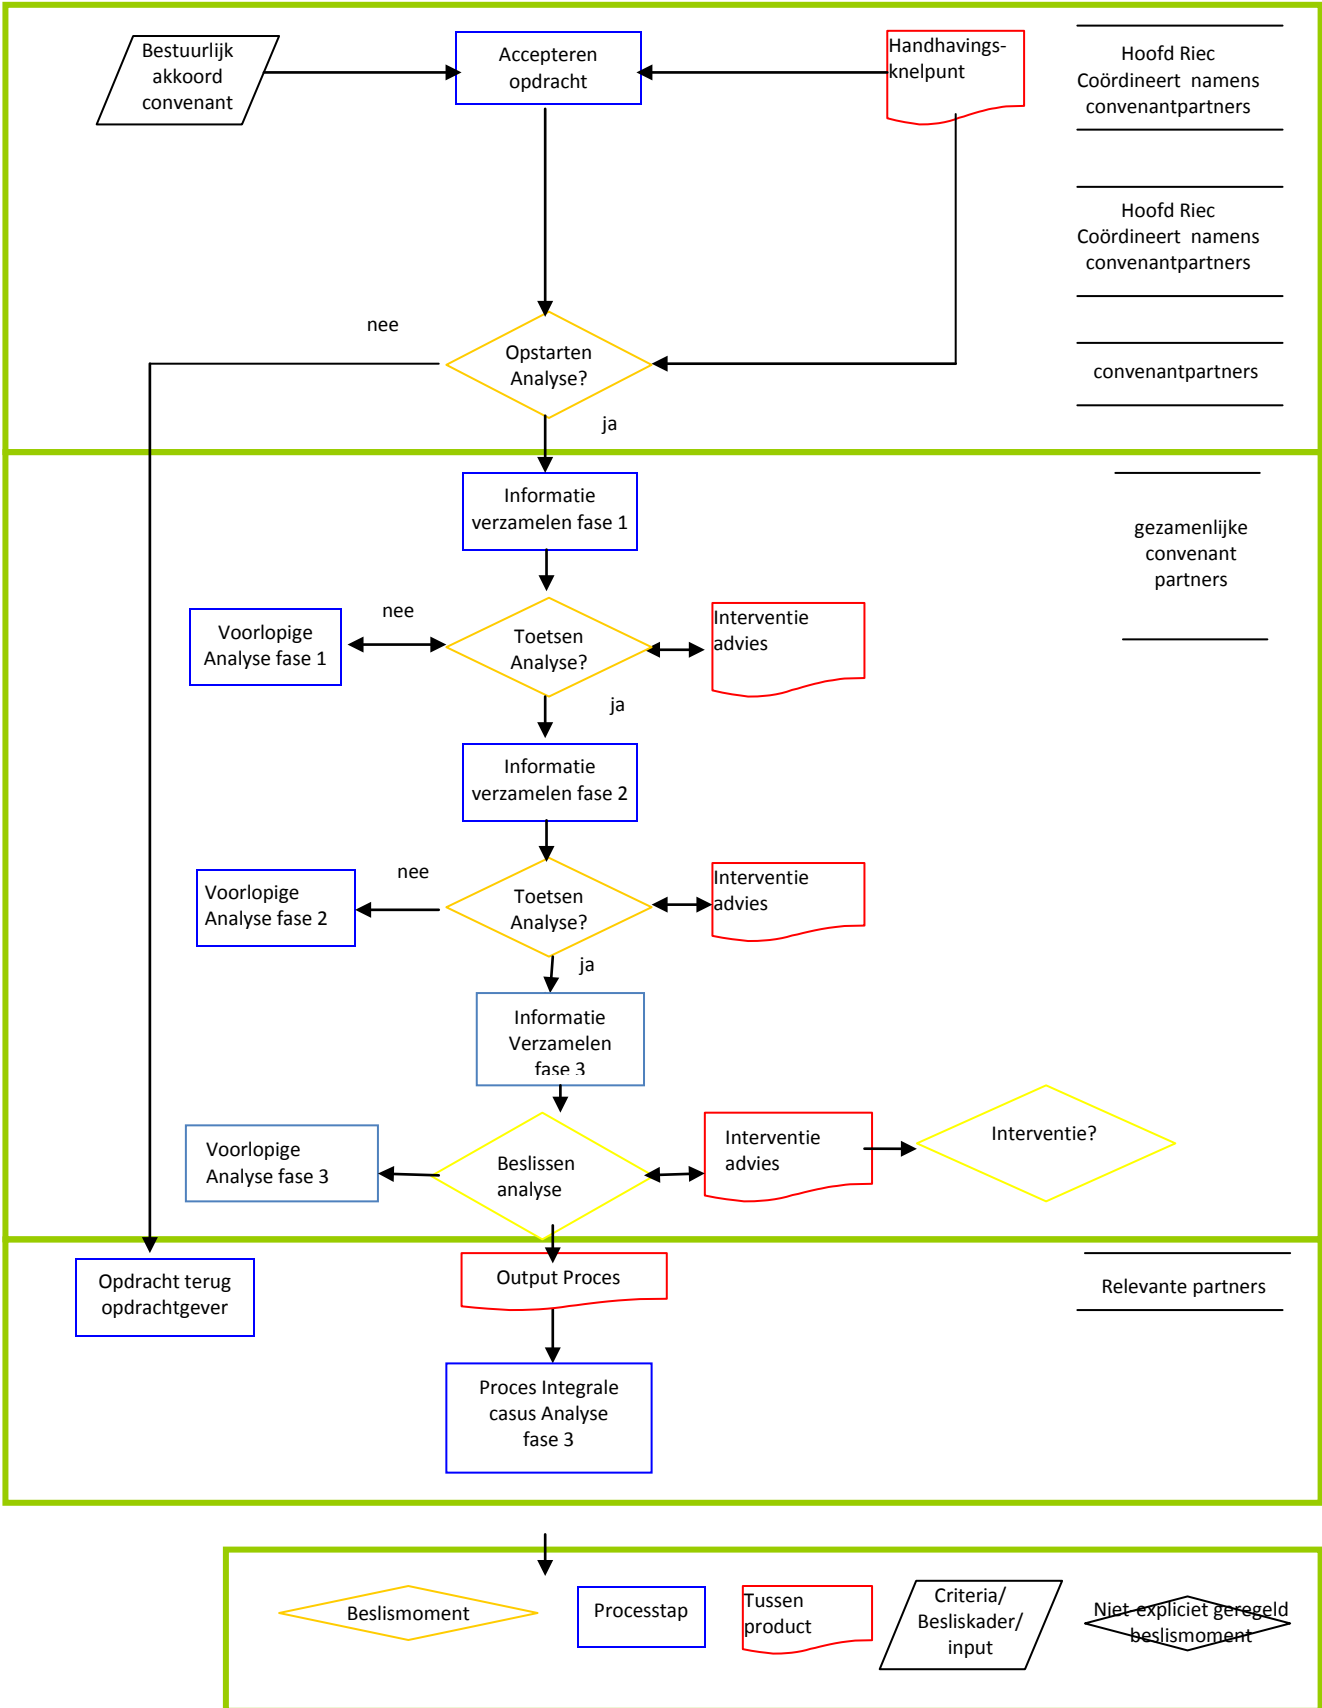 Bestuurlijk
akkoord
convenant
Accepteren
opdracht
Handhavings-
knelpunt
Hoofd Riec
Coördineert namens
convenantpartners
Hoofd Riec
Coördineert namens
convenantpartners
nee
Opstarten
Analyse?
convenantpartners
ja
Informatie
verzamelen fase 1
gezamenlijke
convenant
partners
nee
Voorlopige
Analyse fase 1
Toetsen
Analyse?
Interventie
advies
ja
Informatie
verzamelen fase 2
nee
Voorlopige
Analyse fase 2
Toetsen
Analyse?
Interventie
advies
ja
Informatie
Verzamelen
fase 3
Voorlopige
Analyse fase 3
Beslissen
analyse
Interventie
advies
Interventie?
Opdracht terug
opdrachtgever
Output Proces
Relevante partners
Proces Integrale
casus Analyse
fase 3
Beslismoment
Processtap
Tussen
product
Criteria/
Besliskader/
input
Niet expliciet geregeld
beslismoment